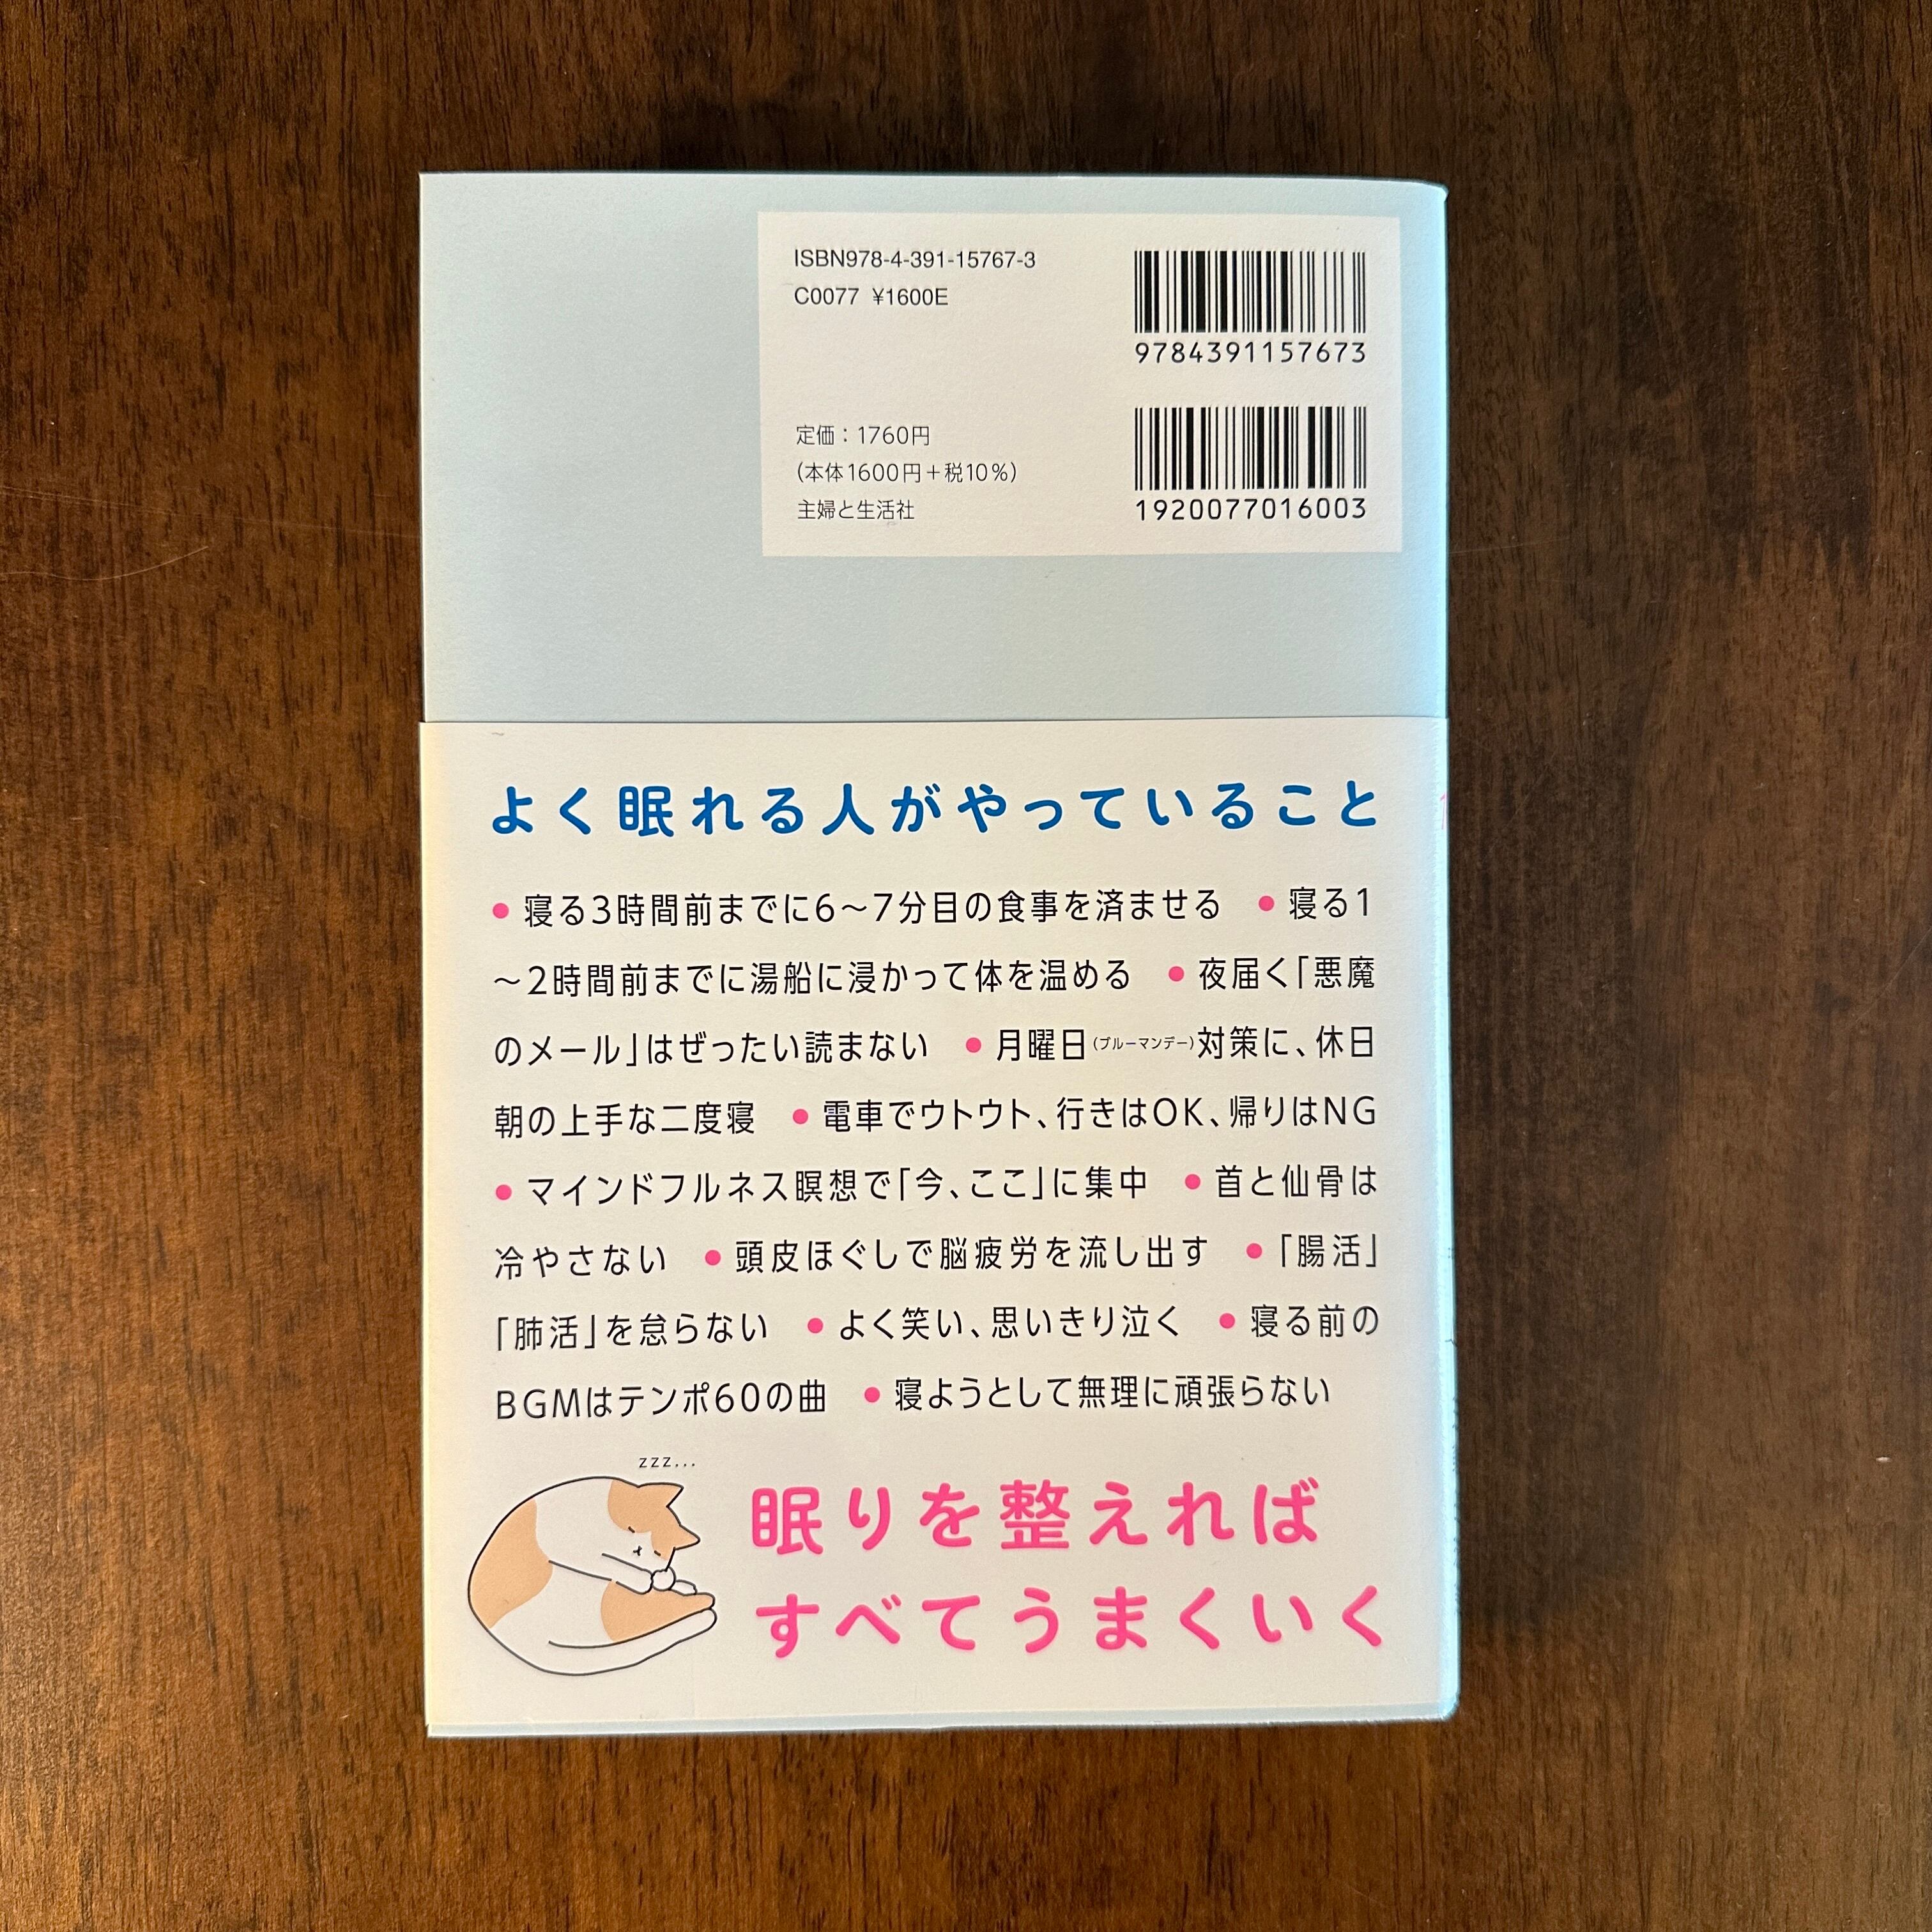 ISBN978-4-391-15767-3
C0077 ¥1600E
9784391157673
定価：1760円
(本体1600円＋税10%)
主婦と生活社
1920077016003
よく眠れる人がやっていること
●寝る3時間前までに6〜7分目の食事を済ませる ●寝る1
〜2時間前までに湯船に浸かって体を温める ●夜届く「悪魔
のメール」はぜったい読まない ●月曜日(ブルーマンデー)対策に、休日
朝の上手な二度寝 ●電車でウトウト、行きはOK、帰りはNG
●マインドフルネス瞑想で「今、ここ」に集中 ●首と仙骨は
冷やさない ●頭皮ほぐしで脳疲労を流し出す ●「腸活」
「肺活」を怠らない ●よく笑い、思いきり泣く ●寝る前の
BGMはテンポ60の曲 ●寝ようとして無理に頑張らない
zzz...
眠りを整えれば
すべてうまくいく